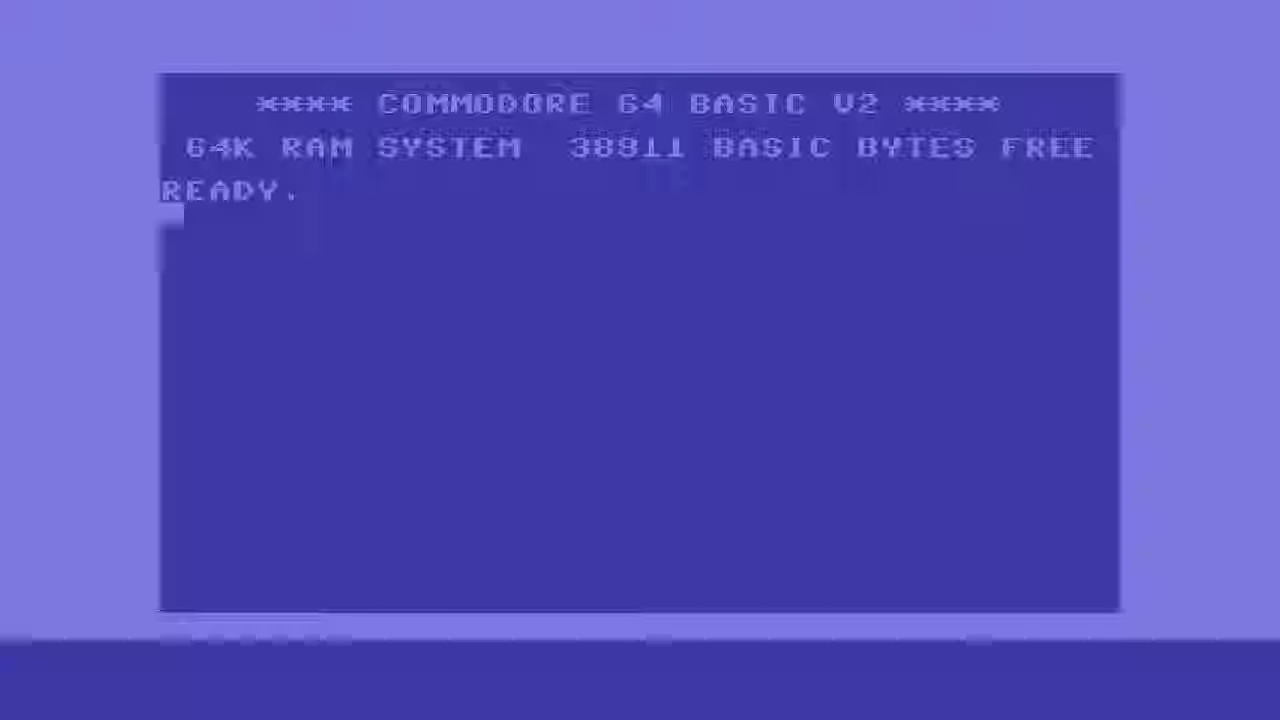 **** COMMODORE 64 BASIC V2 ****
64K RAM SYSTEM 38911 BASIC BYTES FREE
READY.